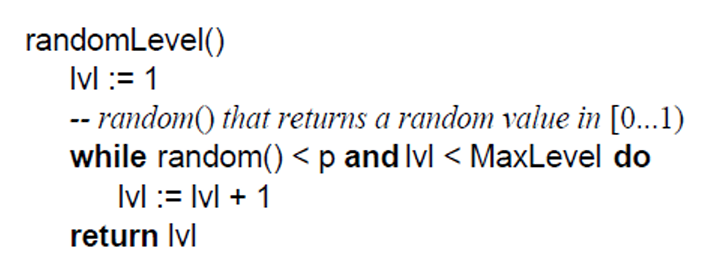 randomLevel()
lvl := 1
-- random() that returns a random value in [0...1)
while random() < p and lvl < MaxLevel do
lvl := lvl + 1
return lvl